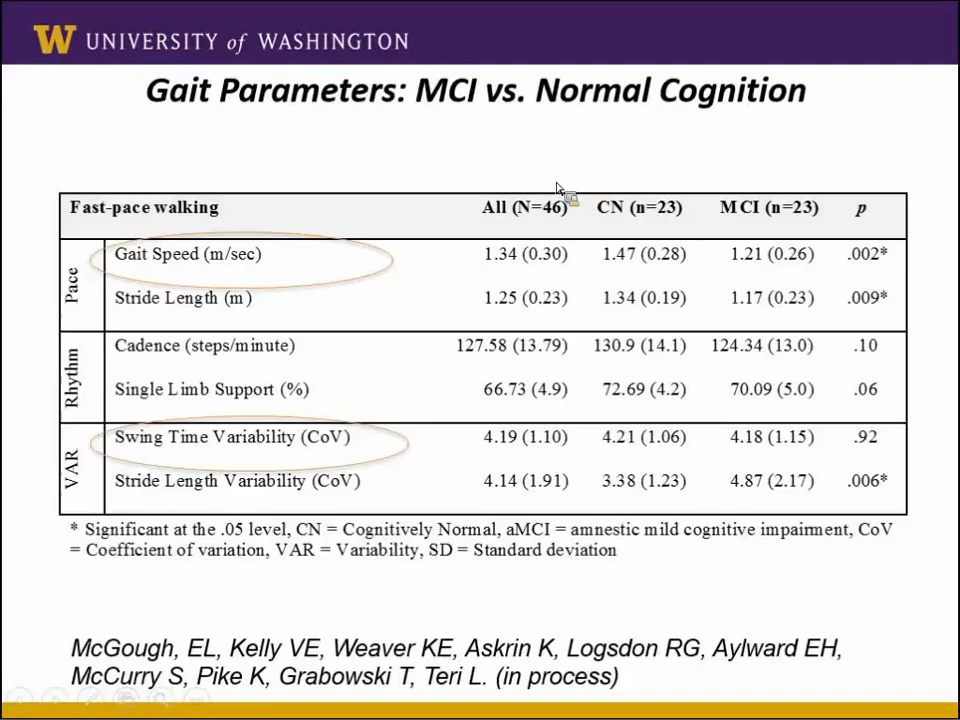 W UNIVERSITY of WASHINGTON
Gait Parameters: MCI vs. Normal Cognition
Fast-pace walking All (N=46) CN (n=23) MCI (n=23) p
Pace
Gait Speed (m/sec) 1.34 (0.30) 1.47 (0.28) 1.21 (0.26) .002*
Stride Length (m) 1.25 (0.23) 1.34 (0.19) 1.17 (0.23) .009*
Rhythm
Cadence (steps/minute) 127.58 (13.79) 130.9 (14.1) 124.34 (13.0) .10
Single Limb Support (%) 66.73 (4.9) 72.69 (4.2) 70.09 (5.0) .06
VAR
Swing Time Variability (CoV) 4.19 (1.10) 4.21 (1.06) 4.18 (1.15) .92
Stride Length Variability (CoV) 4.14 (1.91) 3.38 (1.23) 4.87 (2.17) .006*
* Significant at the .05 level, CN = Cognitively Normal, aMCI = amnestic mild cognitive impairment, CoV
= Coefficient of variation, VAR = Variability, SD = Standard deviation
McGough, EL, Kelly VE, Weaver KE, Askrin K, Logsdon RG, Aylward EH,
McCurry S, Pike K, Grabowski T, Teri L. (in process)